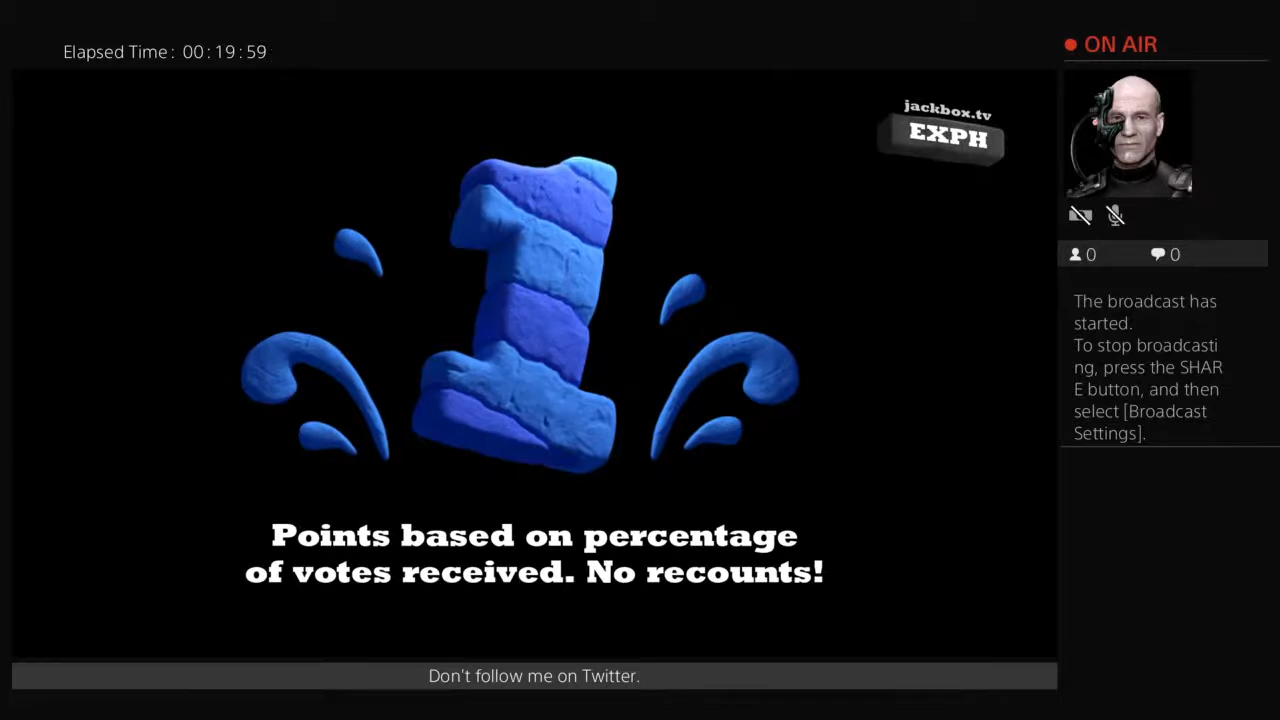 Elapsed Time: 00:19:59
ON AIR
jackbox.tv
EXPH
1
0
0
The broadcast has
started.
To stop broadcasti
ng, press the SHAR
E button, and then
select [Broadcast
Settings].
Points based on percentage
of votes received. No recounts!
Don't follow me on Twitter.